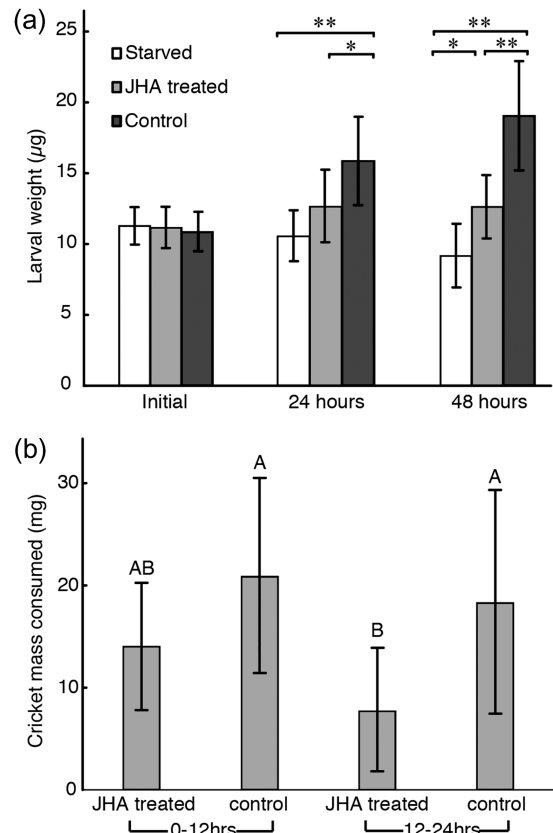 (a)
25
20
15
10
5
0
Larval weight (µg)
Starved
JHA treated
Control
**
*
**
*
**
Initial
24 hours
48 hours
(b)
30
20
10
0
Cricket mass consumed (mg)
AB
A
B
A
JHA treated
control
JHA treated
control
0-12hrs
12-24hrs